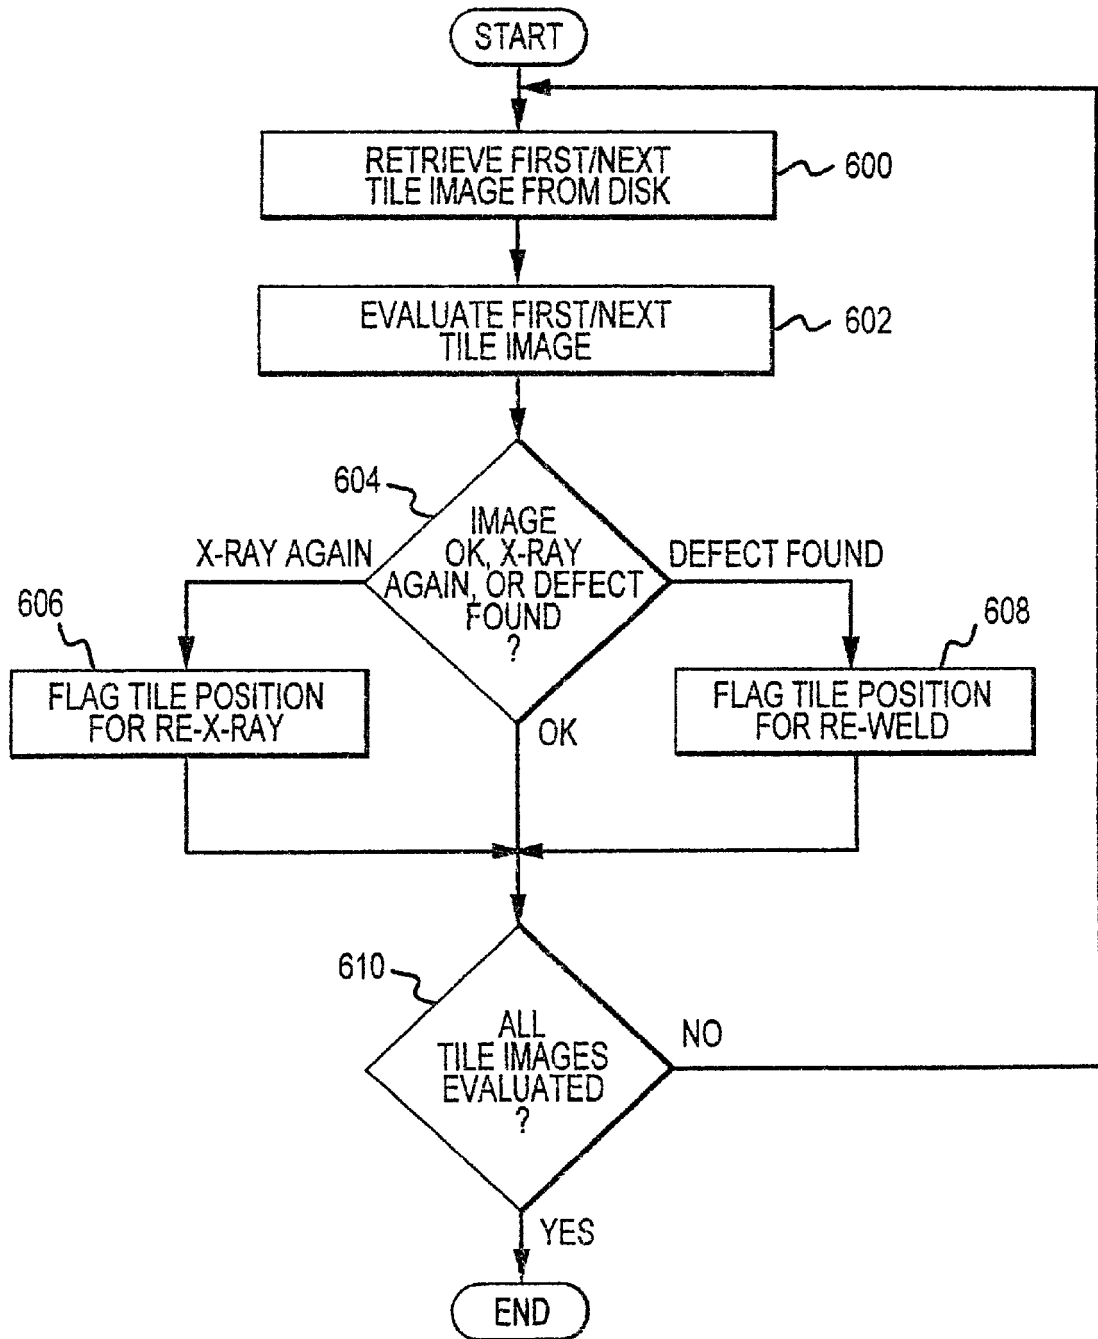 START
RETRIEVE FIRST/NEXT
TILE IMAGE FROM DISK
600
EVALUATE FIRST/NEXT
TILE IMAGE
602
604
IMAGE
OK, X-RAY
AGAIN, OR DEFECT
FOUND
?
X-RAY AGAIN
DEFECT FOUND
606
608
FLAG TILE POSITION
FOR RE-X-RAY
OK
FLAG TILE POSITION
FOR RE-WELD
610
ALL
TILE IMAGES
EVALUATED
?
NO
YES
END